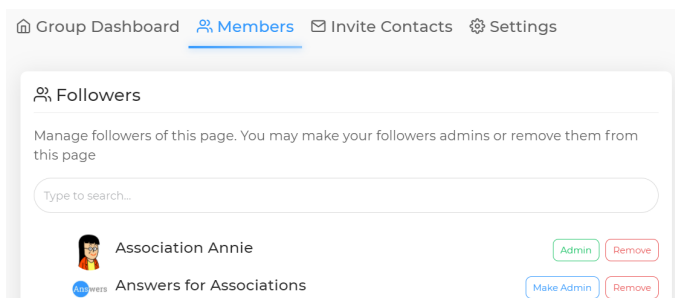 Group Dashboard Members Invite Contacts Settings
Followers
Manage followers of this page. You may make your followers admins or remove them from
this page
Type to search...
Association Annie Admin Remove
Answers Answers for Associations Make Admin Remove